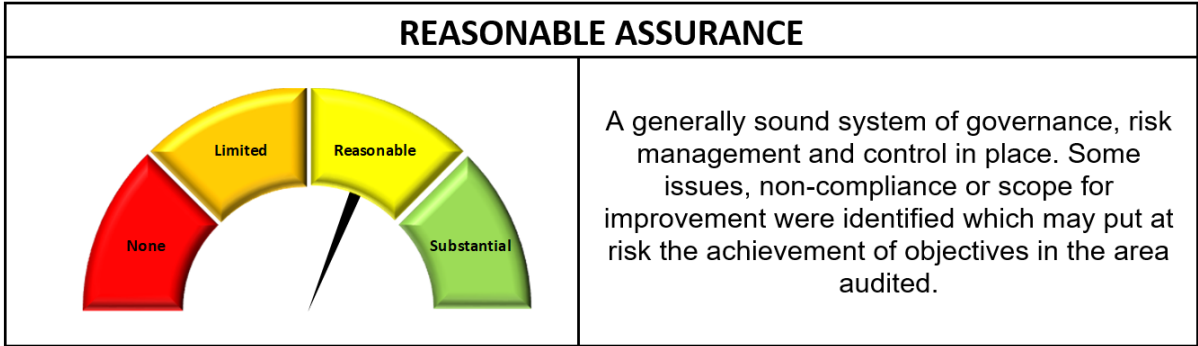 REASONABLE ASSURANCE
Limited
Reasonable
None
Substantial
A generally sound system of governance, risk
management and control in place. Some
issues, non-compliance or scope for
improvement were identified which may put at
risk the achievement of objectives in the area
audited.